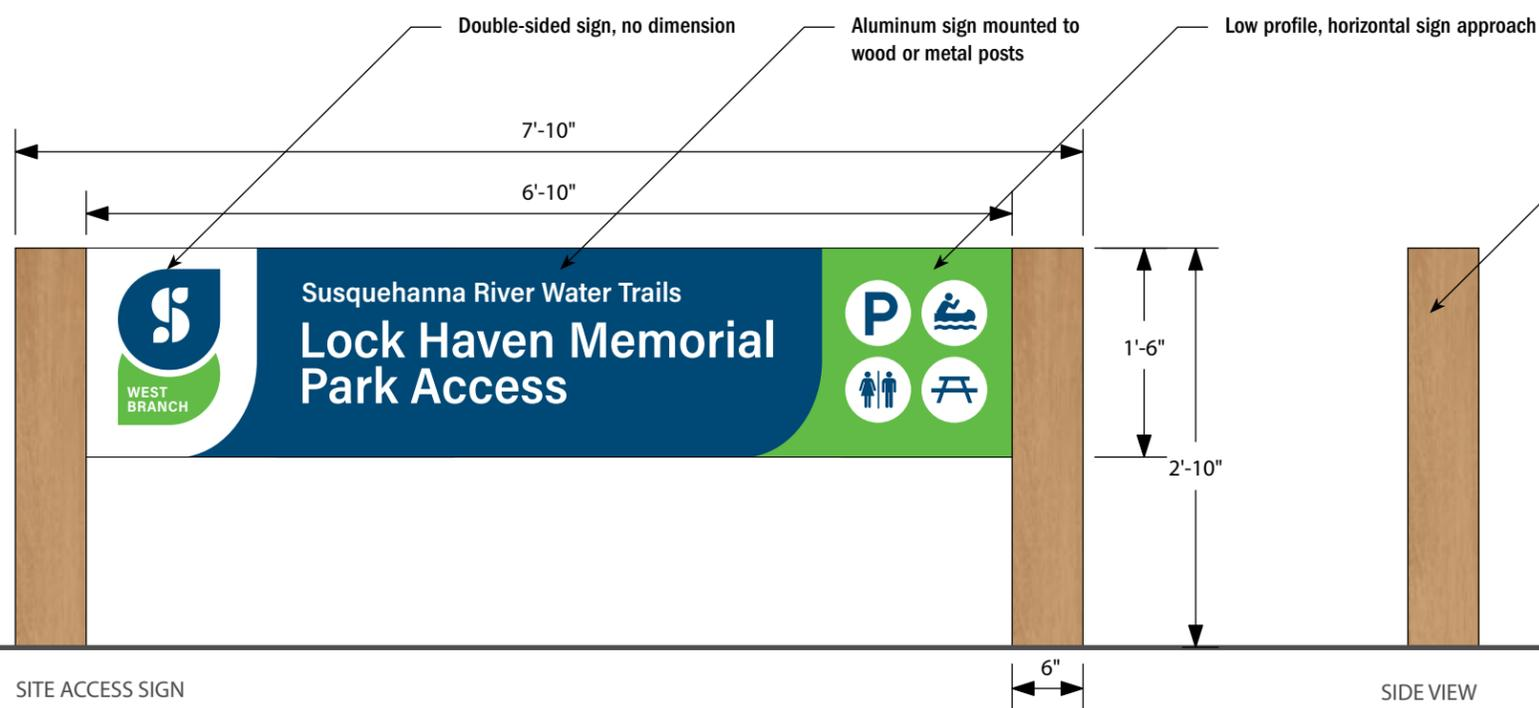 Double-sided sign, no dimension
Aluminum sign mounted to
wood or metal posts
Low profile, horizontal sign approach
7'-10"
6'-10"
S
WEST
BRANCH
Susquehanna River Water Trails
Lock Haven Memorial
Park Access
P
1'-6"
2'-10"
6"
SITE ACCESS SIGN
SIDE VIEW